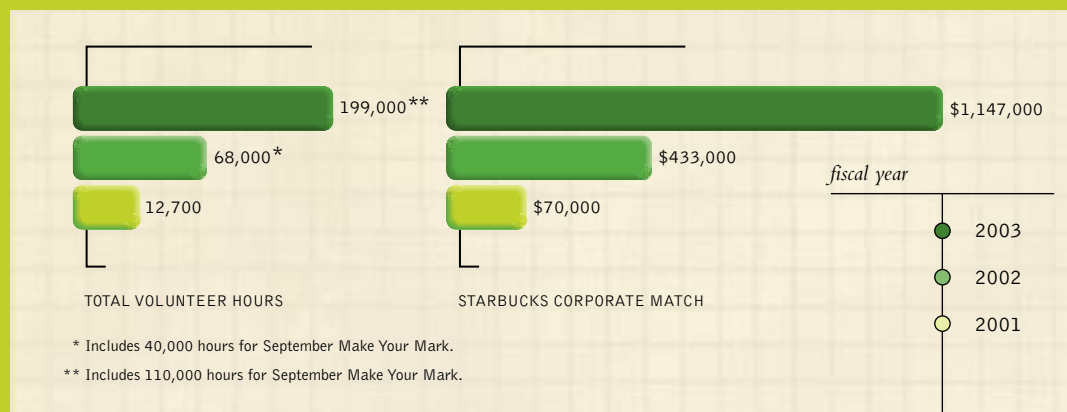 199,000**
68,000*
12,700
TOTAL VOLUNTEER HOURS
$1,147,000
$433,000
$70,000
STARBUCKS CORPORATE MATCH
fiscal year
2003
2002
2001
* Includes 40,000 hours for September Make Your Mark.
** Includes 110,000 hours for September Make Your Mark.